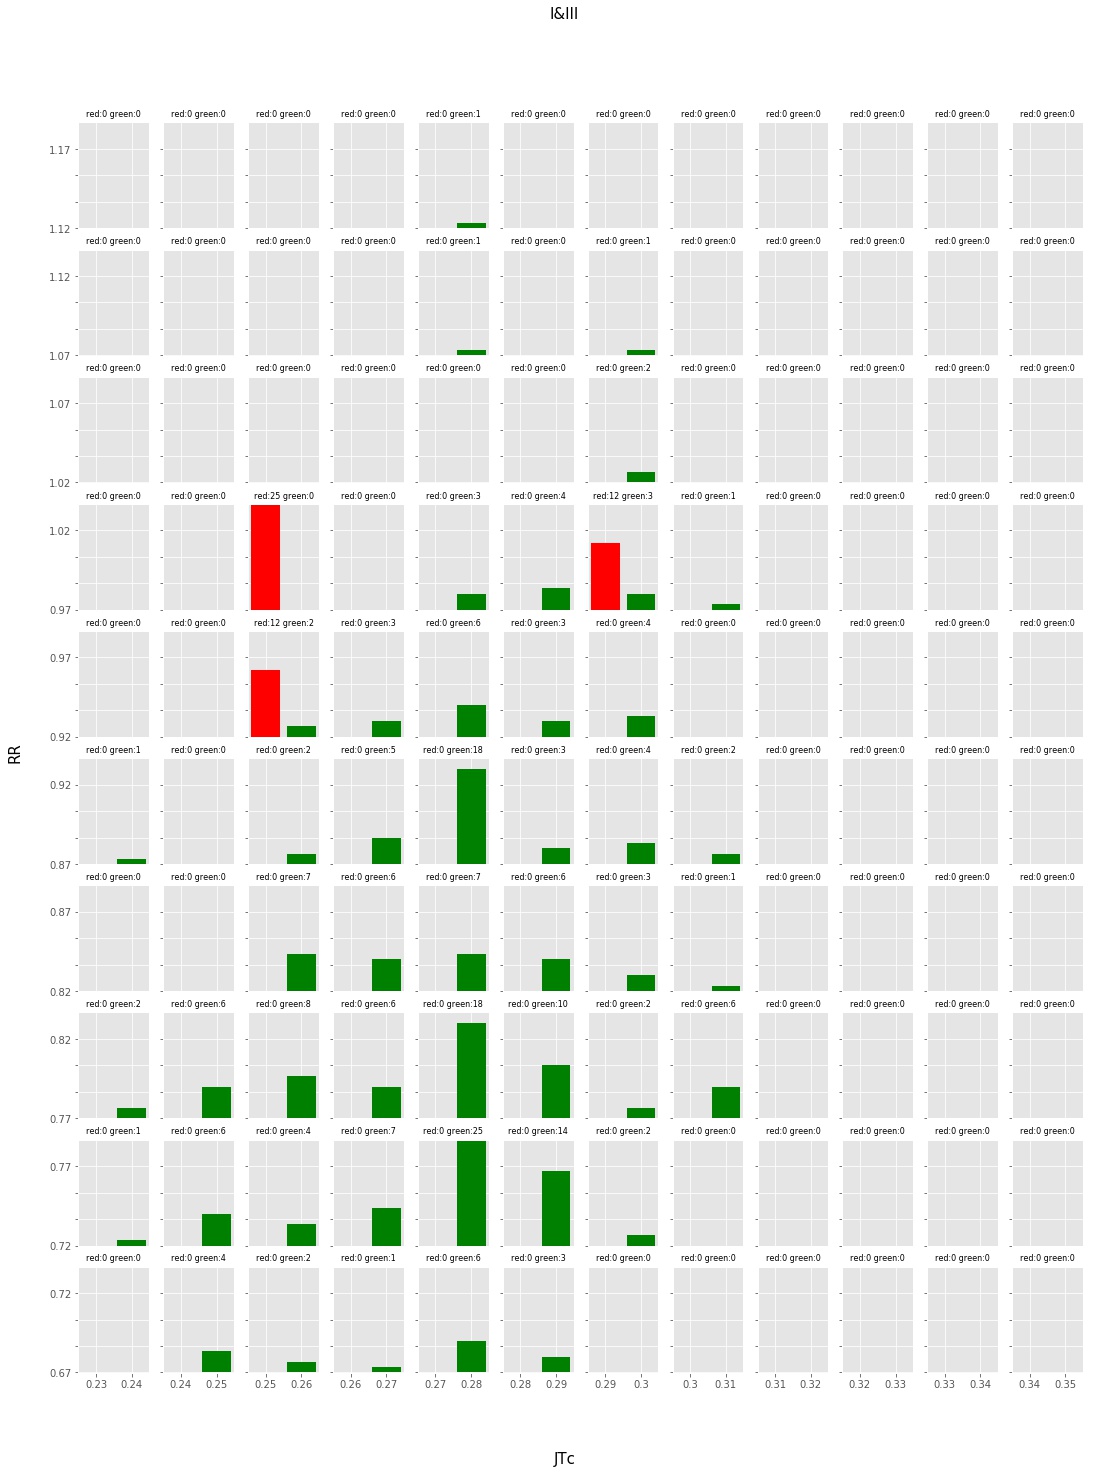 I&III
red:0 green:0 red:0 green:0 red:0 green:0 red:0 green:0 red:0 green:1 red:0 green:0 red:0 green:0 red:0 green:0 red:0 green:0 red:0 green:0 red:0 green:0 red:0 green:0
1.17
1.12
red:0 green:0 red:0 green:0 red:0 green:0 red:0 green:0 red:0 green:1 red:0 green:0 red:0 green:1 red:0 green:0 red:0 green:0 red:0 green:0 red:0 green:0 red:0 green:0
1.12
1.07
red:0 green:0 red:0 green:0 red:0 green:0 red:0 green:0 red:0 green:0 red:0 green:0 red:0 green:2 red:0 green:0 red:0 green:0 red:0 green:0 red:0 green:0 red:0 green:0
1.07
1.02
red:0 green:0 red:0 green:0 red:25 green:0 red:0 green:0 red:0 green:3 red:0 green:4 red:12 green:3 red:0 green:1 red:0 green:0 red:0 green:0 red:0 green:0 red:0 green:0
1.02
0.97
red:0 green:0 red:0 green:0 red:12 green:2 red:0 green:3 red:0 green:6 red:0 green:3 red:0 green:4 red:0 green:0 red:0 green:0 red:0 green:0 red:0 green:0 red:0 green:0
0.97
0.92
RR
red:0 green:1 red:0 green:0 red:0 green:2 red:0 green:5 red:0 green:18 red:0 green:3 red:0 green:4 red:0 green:2 red:0 green:0 red:0 green:0 red:0 green:0 red:0 green:0
0.92
0.87
red:0 green:0 red:0 green:0 red:0 green:7 red:0 green:6 red:0 green:7 red:0 green:6 red:0 green:3 red:0 green:1 red:0 green:0 red:0 green:0 red:0 green:0 red:0 green:0
0.87
0.82
red:0 green:2 red:0 green:6 red:0 green:8 red:0 green:6 red:0 green:18 red:0 green:10 red:0 green:2 red:0 green:6 red:0 green:0 red:0 green:0 red:0 green:0 red:0 green:0
0.82
0.77
red:0 green:1 red:0 green:6 red:0 green:4 red:0 green:7 red:0 green:25 red:0 green:14 red:0 green:2 red:0 green:0 red:0 green:0 red:0 green:0 red:0 green:0 red:0 green:0
0.77
0.72
red:0 green:0 red:0 green:4 red:0 green:2 red:0 green:1 red:0 green:6 red:0 green:3 red:0 green:0 red:0 green:0 red:0 green:0 red:0 green:0 red:0 green:0 red:0 green:0
0.72
0.67
0.23 0.24 0.24 0.25 0.25 0.26 0.26 0.27 0.27 0.28 0.28 0.29 0.29 0.3 0.3 0.31 0.31 0.32 0.32 0.33 0.33 0.34 0.34 0.35
JTc